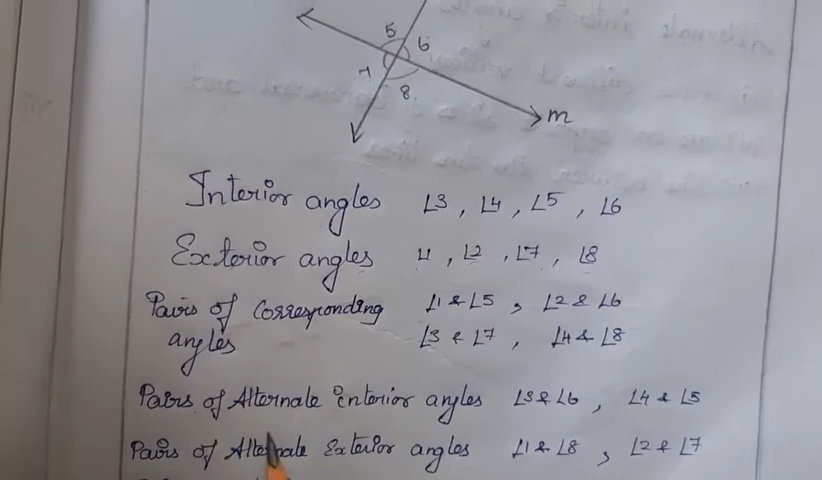 5
6
7
8
m
Interior angles ∠3, ∠4, ∠5, ∠6
Exterior angles ∠1, ∠2, ∠7, ∠8
Pairs of Corresponding ∠1 & ∠5, ∠2 & ∠6
angles ∠3 & ∠7, ∠4 & ∠8
Pairs of Alternate interior angles ∠3 & ∠6, ∠4 & ∠5
Pairs of Alternate Exterior angles ∠1 & ∠8, ∠2 & ∠7